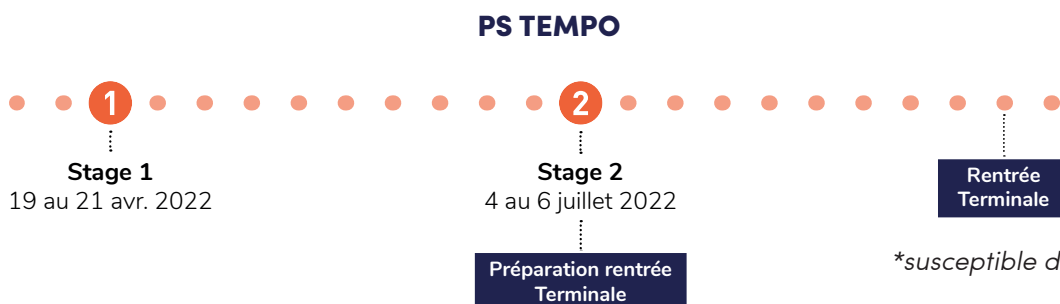 PS TEMPO
1
2
Stage 1
19 au 21 avr. 2022
Stage 2
4 au 6 juillet 2022
Rentrée
Terminale
Préparation rentrée
Terminale
*susceptible d